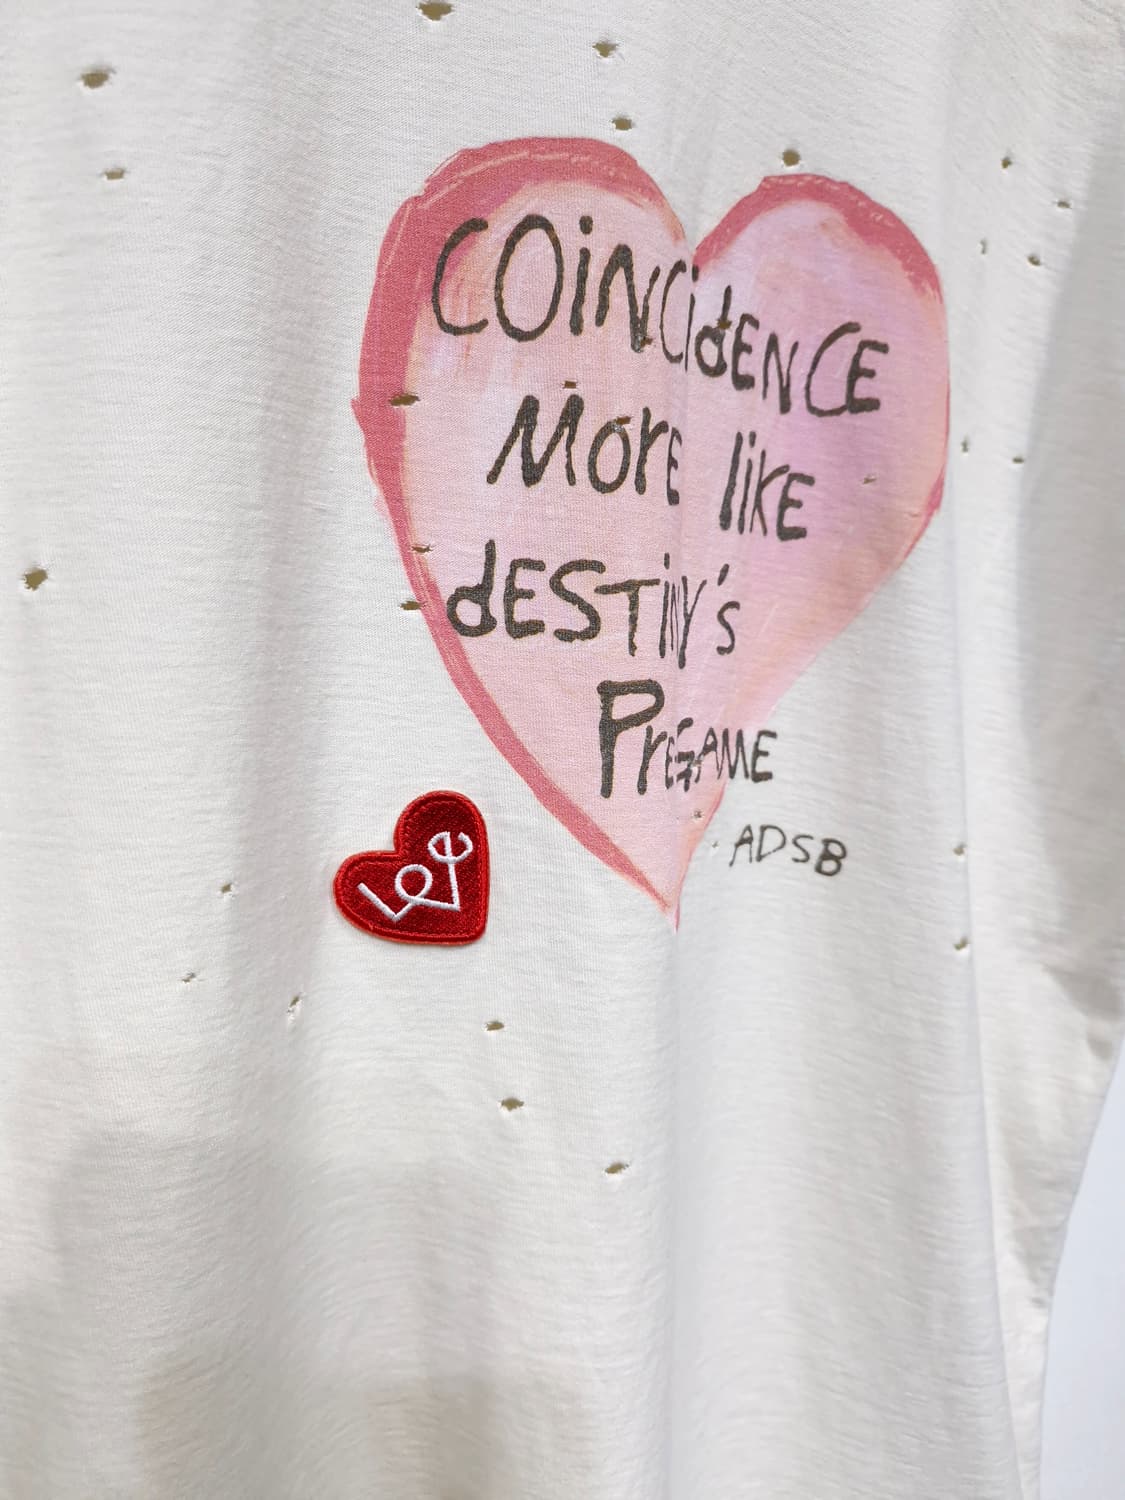 COiNCidENCE
MorE likE
dESTiNY's
PrEGAME
ADSB
Love